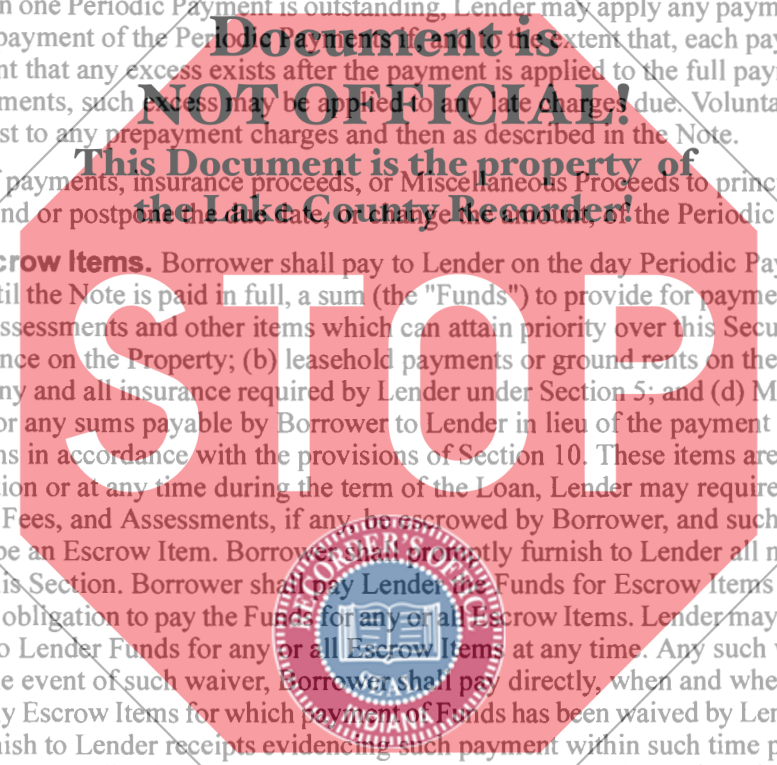 n one Periodic Payment is outstanding, Lender may apply any paym
payment of the Periodic Payments if, and to the extent that, each pay
nt that any excess exists after the payment is applied to the full pay
ments, such excess may be applied to any late charges due. Volunta
st to any prepayment charges and then as described in the Note.
payments, insurance proceeds, or Miscellaneous Proceeds to princ
nd or postpone the due date, or change the amount, of the Periodic
Document is
NOT OFFICIAL!
This Document is the property of
the Lake County Recorder!
crow Items. Borrower shall pay to Lender on the day Periodic Pay
til the Note is paid in full, a sum (the "Funds") to provide for payme
ssessments and other items which can attain priority over this Secu
nce on the Property; (b) leasehold payments or ground rents on the
ny and all insurance required by Lender under Section 5; and (d) M
or any sums payable by Borrower to Lender in lieu of the payment
ns in accordance with the provisions of Section 10. These items are
tion or at any time during the term of the Loan, Lender may require
Fees, and Assessments, if any, be escrowed by Borrower, and such
be an Escrow Item. Borrower shall promptly furnish to Lender all n
is Section. Borrower shall pay Lender the Funds for Escrow Items
obligation to pay the Funds for any or all Escrow Items. Lender may
o Lender Funds for any or all Escrow Items at any time. Any such
e event of such waiver, Borrower shall pay directly, when and whe
y Escrow Items for which payment of Funds has been waived by Ler
nish to Lender receipts evidencing such payment within such time p
STOP
RECORDER'S OFFICE
SEAL
INDIANA